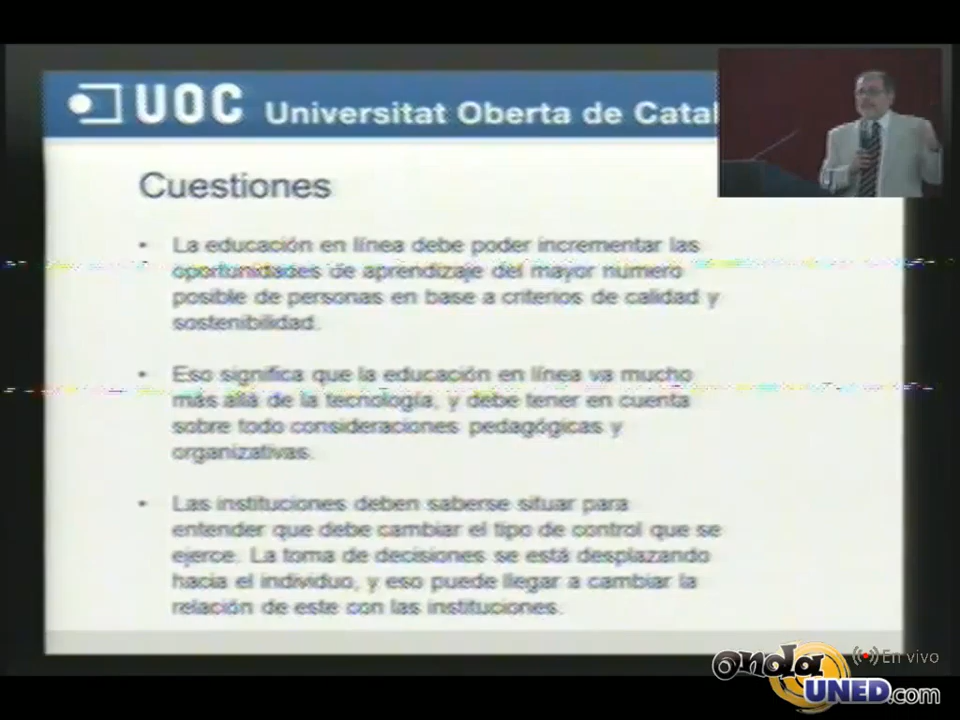 UOC Universitat Oberta de Catal
Cuestiones
• La educación en línea debe poder incrementar las
oportunidades de aprendizaje del mayor número
posible de personas en base a criterios de calidad y
sostenibilidad.
• Eso significa que la educación en línea va mucho
más allá de la tecnología, y debe tener en cuenta
sobre todo consideraciones pedagógicas y
organizativas.
• Las instituciones deben saberse situar para
entender que debe cambiar el tipo de control que se
ejerce. La toma de decisiones se está desplazando
hacia el individuo, y eso puede llegar a cambiar la
relación de este con las instituciones.
En vivo
onda
UNED.com